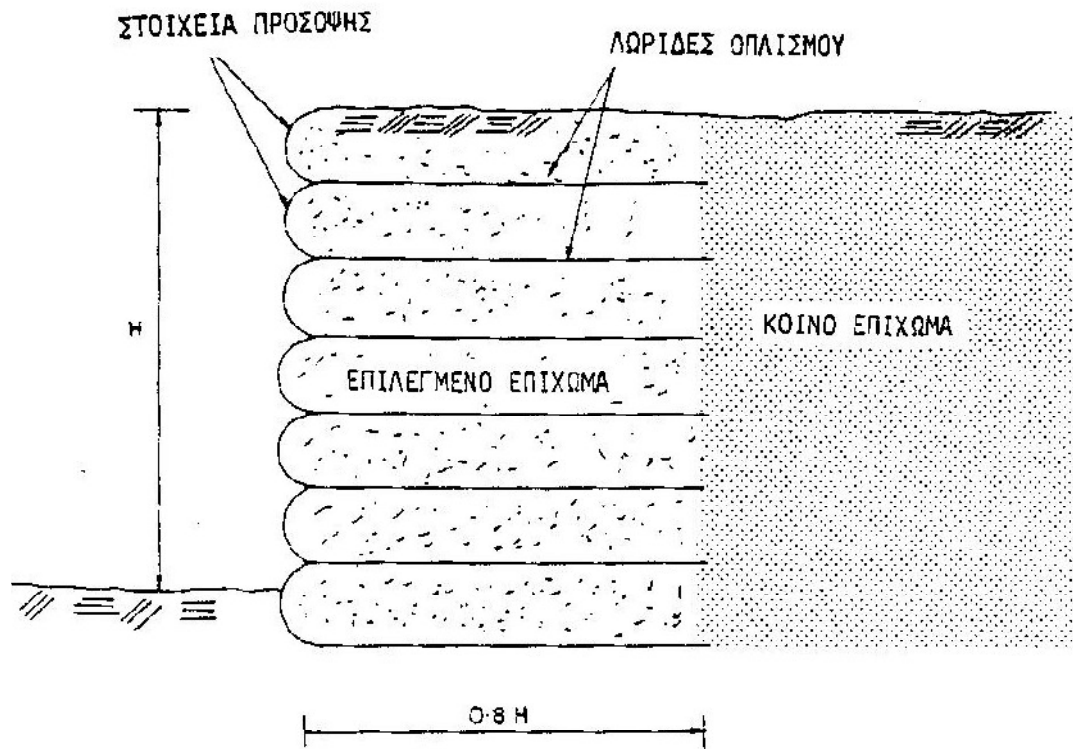 ΣΤΟΙΧΕΙΑ ΠΡΟΣΟΨΗΣ
ΛΩΡΙΔΕΣ ΟΠΛΙΣΜΟΥ
H
ΚΟΙΝΟ ΕΠΙΧΩΜΑ
ΕΠΙΛΕΓΜΕΝΟ ΕΠΙΧΩΜΑ
0·8 H